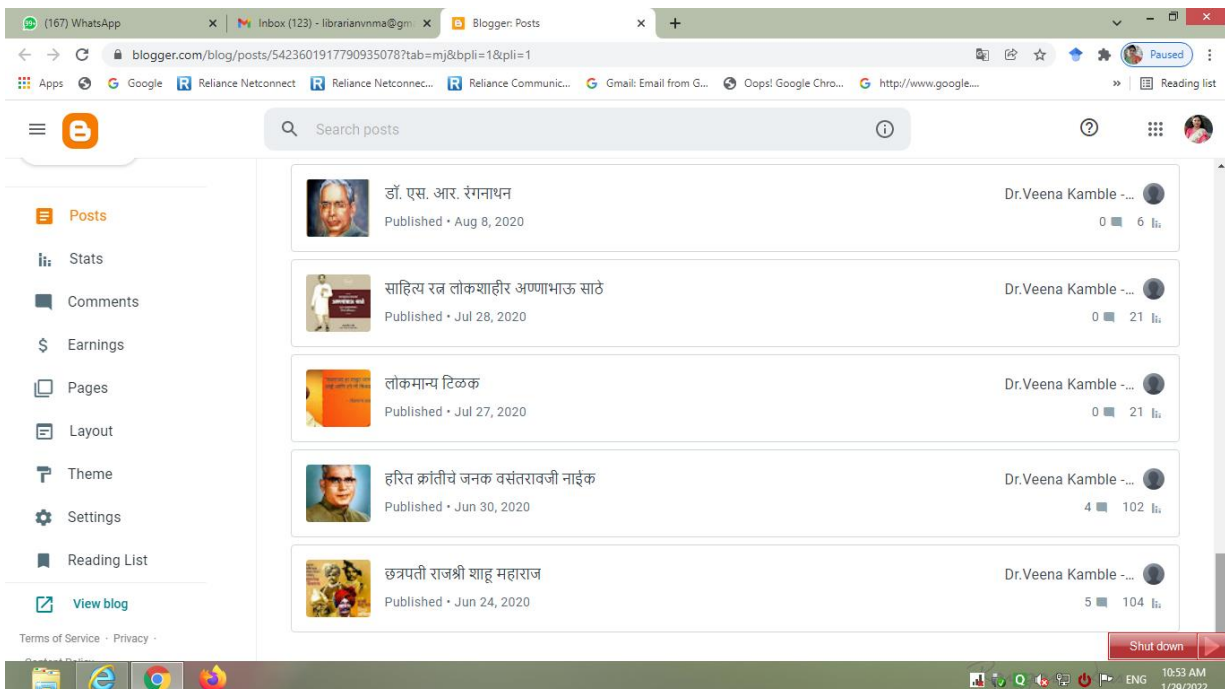 (167) WhatsApp
Inbox (123) - librarianvnma@gm
Blogger: Posts
blogger.com/blog/posts/5423601917790935078?tab=mj&bpli=1&pli=1
Paused
Apps
Google
Reliance Netconnect
Reliance Netconnec...
Reliance Communic...
Gmail: Email from G...
Oops! Google Chro...
http://www.google....
»
Reading list
Search posts
Posts
Stats
Comments
Earnings
Pages
Layout
Theme
Settings
Reading List
View blog
Terms of Service · Privacy ·
डॉ. एस. आर. रंगनाथन
Dr.Veena Kamble -...
Published • Aug 8, 2020
0 6
साहित्य रत्न लोकशाहीर अण्णाभाऊ साठे
Dr.Veena Kamble -...
Published • Jul 28, 2020
0 21
लोकमान्य टिळक
Dr.Veena Kamble -...
Published • Jul 27, 2020
0 21
हरित क्रांतीचे जनक वसंतरावजी नाईक
Dr.Veena Kamble -...
Published • Jun 30, 2020
4 102
छत्रपती राजश्री शाहू महाराज
Dr.Veena Kamble -...
Published • Jun 24, 2020
5 104
Shut down
ENG
10:53 AM
1/29/2022